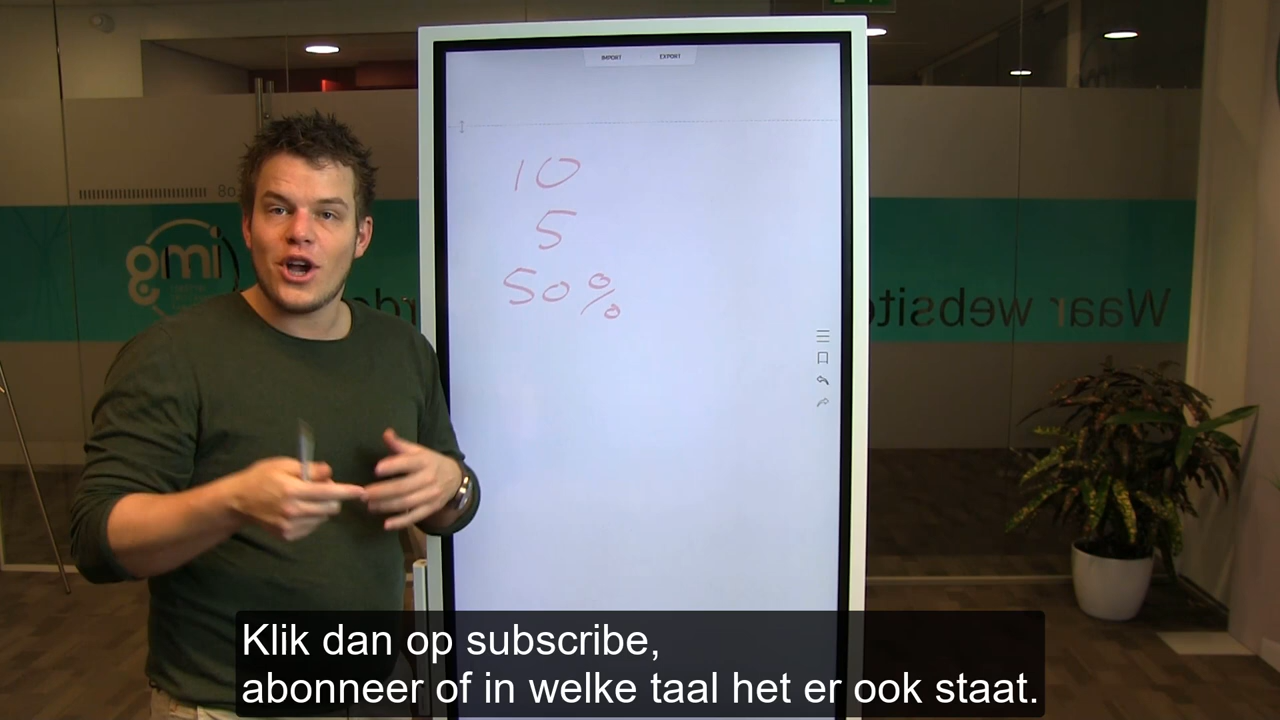 IMPORT EXPORT
10
5
50%
gmi
Waar website
Klik dan op subscribe,
abonneer of in welke taal het er ook staat.